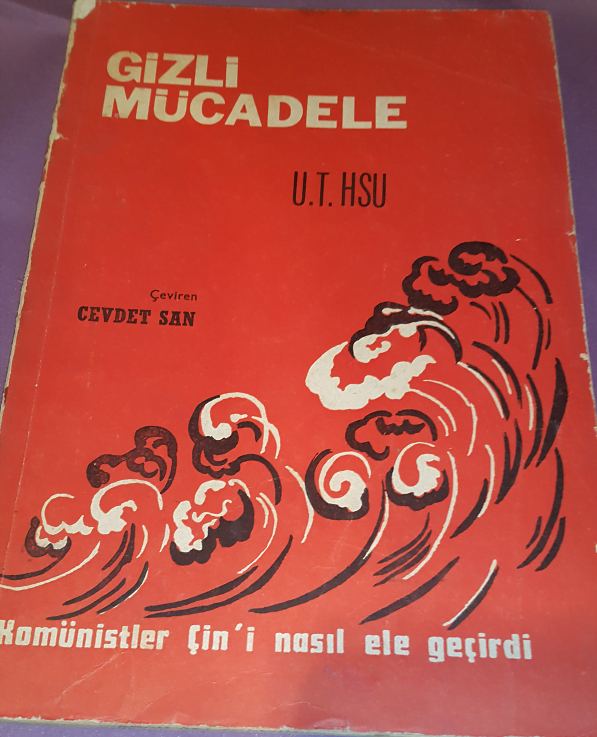 GİZLİ
MÜCADELE
U.T. HSU
Çeviren
CEVDET SAN
Komünistler Çin'i nasıl ele geçirdi